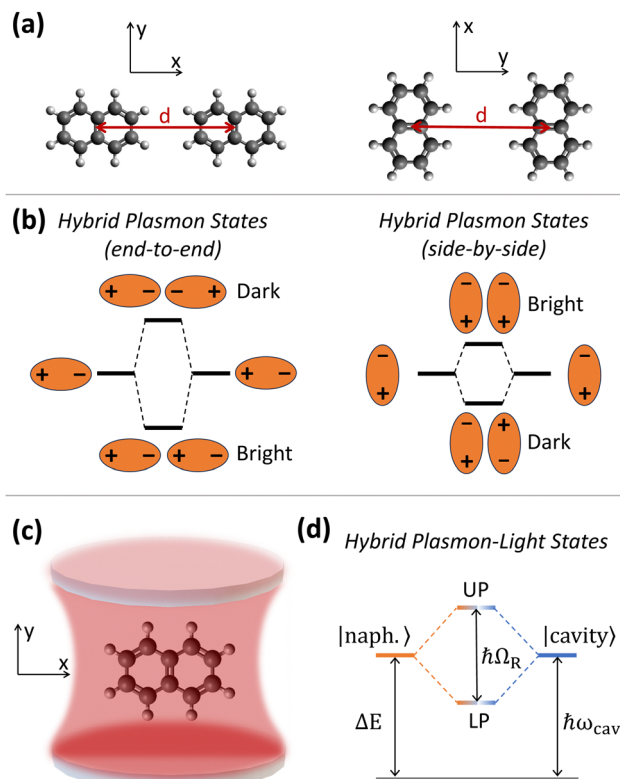 (a)
y
x
d
x
y
d
(b)
Hybrid Plasmon States
(end-to-end)
+ − − + Dark
+ −
+ −
+ − + − Bright
Hybrid Plasmon States
(side-by-side)
− −
+ +
Bright
−
+
−
+
− +
+ −
Dark
(c)
y
x
(d)
Hybrid Plasmon-Light States
UP
|naph.⟩
|cavity⟩
ℏΩR
LP
ΔE
ℏωcav